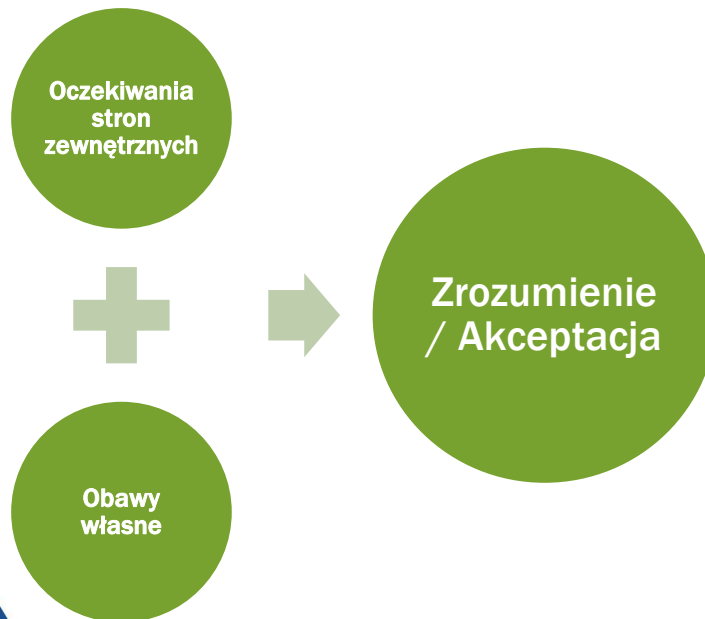 Oczekiwania
stron
zewnętrznych
Obawy
własne
Zrozumienie
/ Akceptacja